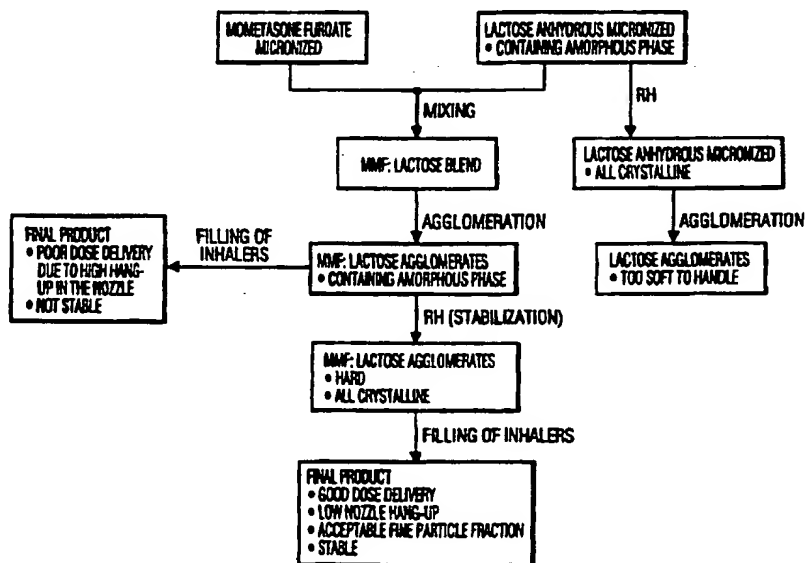 MOMETASONE FUROATE
MICRONIZED
LACTOSE ANHYDROUS MICRONIZED
• CONTAINING AMORPHOUS PHASE
MIXING
RH
MMF: LACTOSE BLEND
LACTOSE ANHYDROUS MICRONIZED
• ALL CRYSTALLINE
AGGLOMERATION
AGGLOMERATION
FINAL PRODUCT
• POOR DOSE DELIVERY
DUE TO HIGH HANG-
UP IN THE NOZZLE
• NOT STABLE
FILLING OF
INHALERS
MMF: LACTOSE AGGLOMERATES
• CONTAINING AMORPHOUS PHASE
LACTOSE AGGLOMERATES
• TOO SOFT TO HANDLE
RH (STABILIZATION)
MMF: LACTOSE AGGLOMERATES
• HARD
• ALL CRYSTALLINE
FILLING OF INHALERS
FINAL PRODUCT
• GOOD DOSE DELIVERY
• LOW NOZZLE HANG-UP
• ACCEPTABLE FINE PARTICLE FRACTION
• STABLE